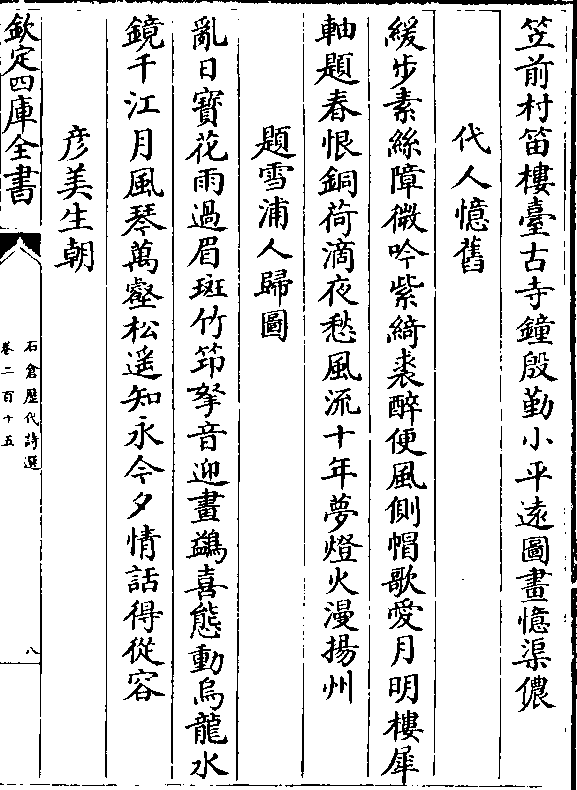 笠前村笛樓臺古寺鐘殷勤小平逺圖畫憶渠儂
代人憶舊
緩步素絲障微吟紫綺裘醉便風側帽歌愛月明樓犀
軸題春恨銅荷滴夜愁風流十年夢燈火漫揚州
題雪浦人歸圖
亂日寳花雨過眉斑竹笻拏音迎畫鷁喜態動烏龍水
鏡千江月風琴萬壑松遥知永今夕情話得從容
彦美生朝
欽定四庫全書
石倉歴代詩選
卷二百十五
八